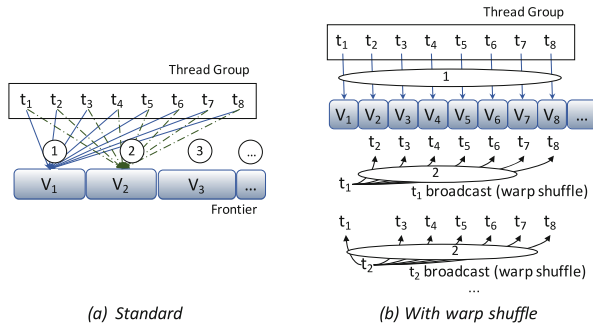 Thread Group
t1 t2 t3 t4 t5 t6 t7 t8
1 2 3 ...
V1 V2 V3 ...
Frontier
(a) Standard
Thread Group
t1 t2 t3 t4 t5 t6 t7 t8
1
V1 V2 V3 V4 V5 V6 V7 V8 ...
t2 t3 t4 t5 t6 t7 t8
2
t1
t1 broadcast (warp shuffle)
t1 t3 t4 t5 t6 t7 t8
2
t2
t2 broadcast (warp shuffle)
...
(b) With warp shuffle